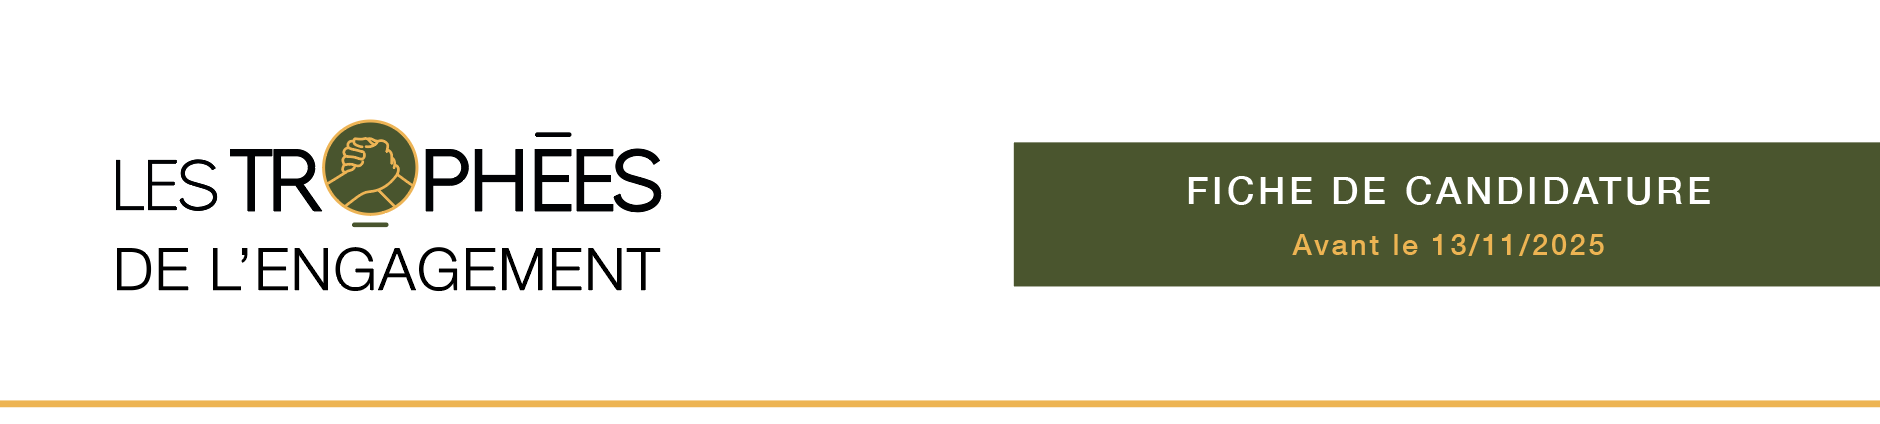 LES TROPHÉES
DE L’ENGAGEMENT
FICHE DE CANDIDATURE
Avant le 13/11/2025